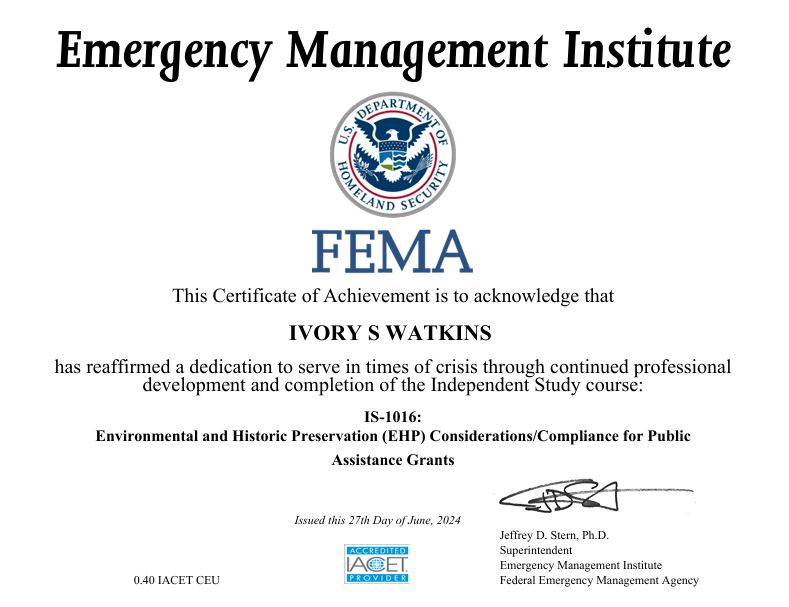 Emergency Management Institute
U.S. DEPARTMENT OF
HOMELAND SECURITY
FEMA
This Certificate of Achievement is to acknowledge that
IVORY S WATKINS
has reaffirmed a dedication to serve in times of crisis through continued professional
development and completion of the Independent Study course:
IS-1016:
Environmental and Historic Preservation (EHP) Considerations/Compliance for Public
Assistance Grants
Issued this 27th Day of June, 2024
Jeffrey D. Stern, Ph.D.
Superintendent
Emergency Management Institute
Federal Emergency Management Agency
ACCREDITED
IACET
PROVIDER
0.40 IACET CEU